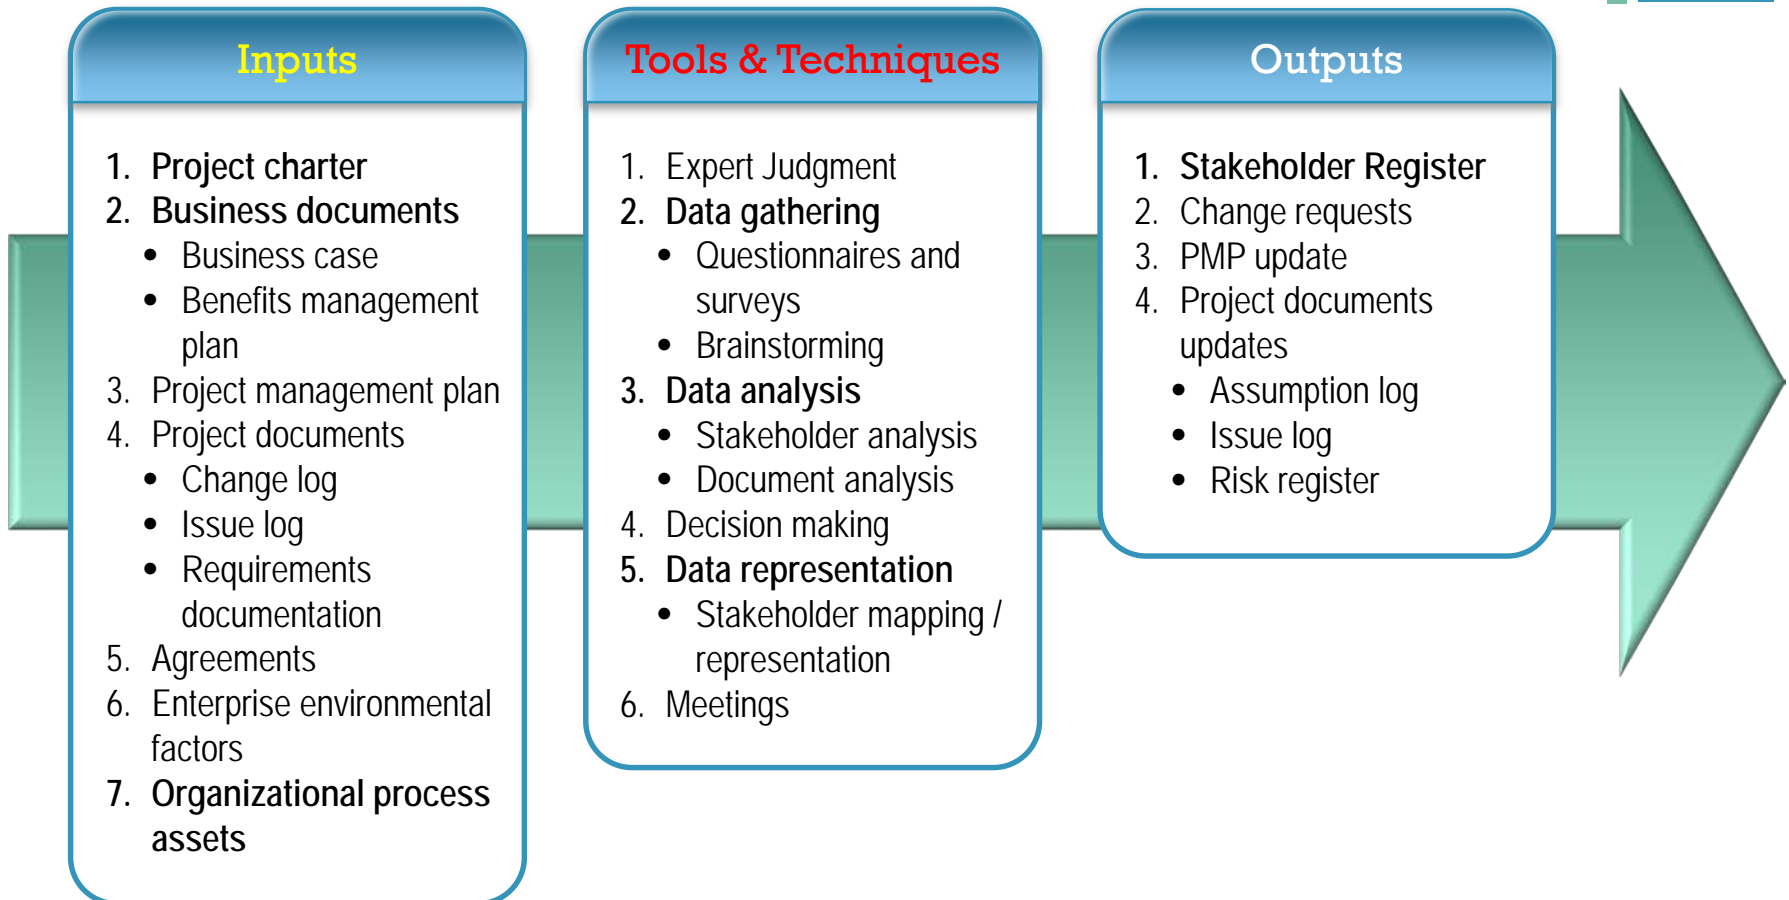 Inputs
1. Project charter
2. Business documents
• Business case
• Benefits management
plan
3. Project management plan
4. Project documents
• Change log
• Issue log
• Requirements
documentation
5. Agreements
6. Enterprise environmental
factors
7. Organizational process
assets
Tools & Techniques
1. Expert Judgment
2. Data gathering
• Questionnaires and
surveys
• Brainstorming
3. Data analysis
• Stakeholder analysis
• Document analysis
4. Decision making
5. Data representation
• Stakeholder mapping /
representation
6. Meetings
Outputs
1. Stakeholder Register
2. Change requests
3. PMP update
4. Project documents
updates
• Assumption log
• Issue log
• Risk register